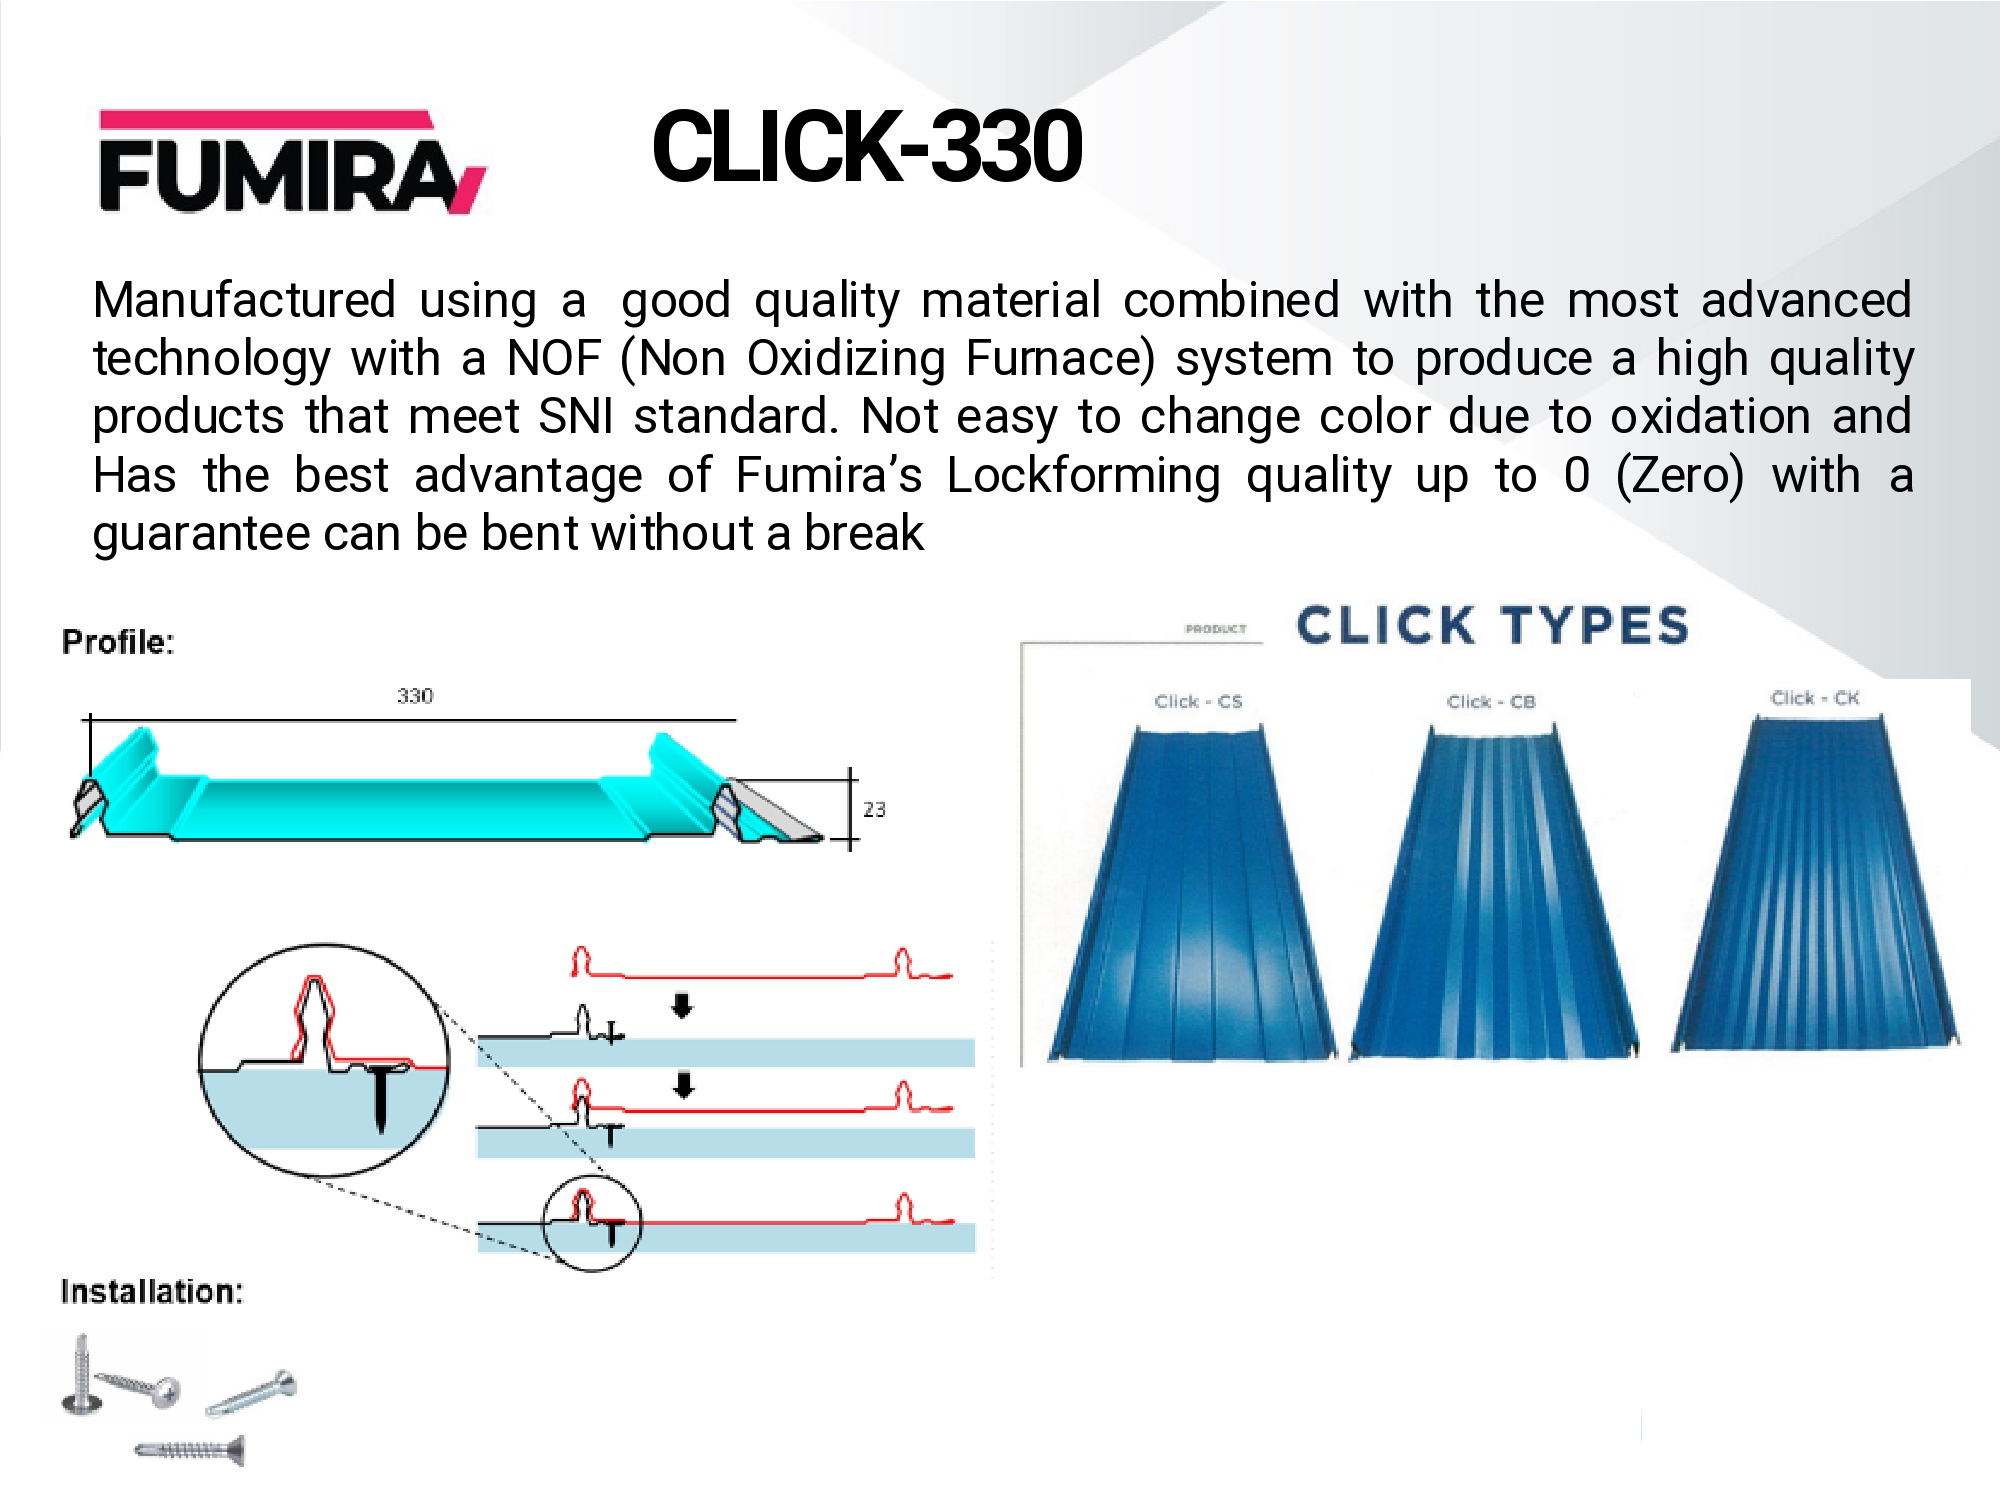 FUMIRA
CLICK-330
Manufactured using a good quality material combined with the most advanced
technology with a NOF (Non Oxidizing Furnace) system to produce a high quality
products that meet SNI standard. Not easy to change color due to oxidation and
Has the best advantage of Fumira’s Lockforming quality up to 0 (Zero) with a
guarantee can be bent without a break
Profile:
330
23
PRODUCT
CLICK TYPES
Click - CS
Click - CB
Click - CK
Installation: